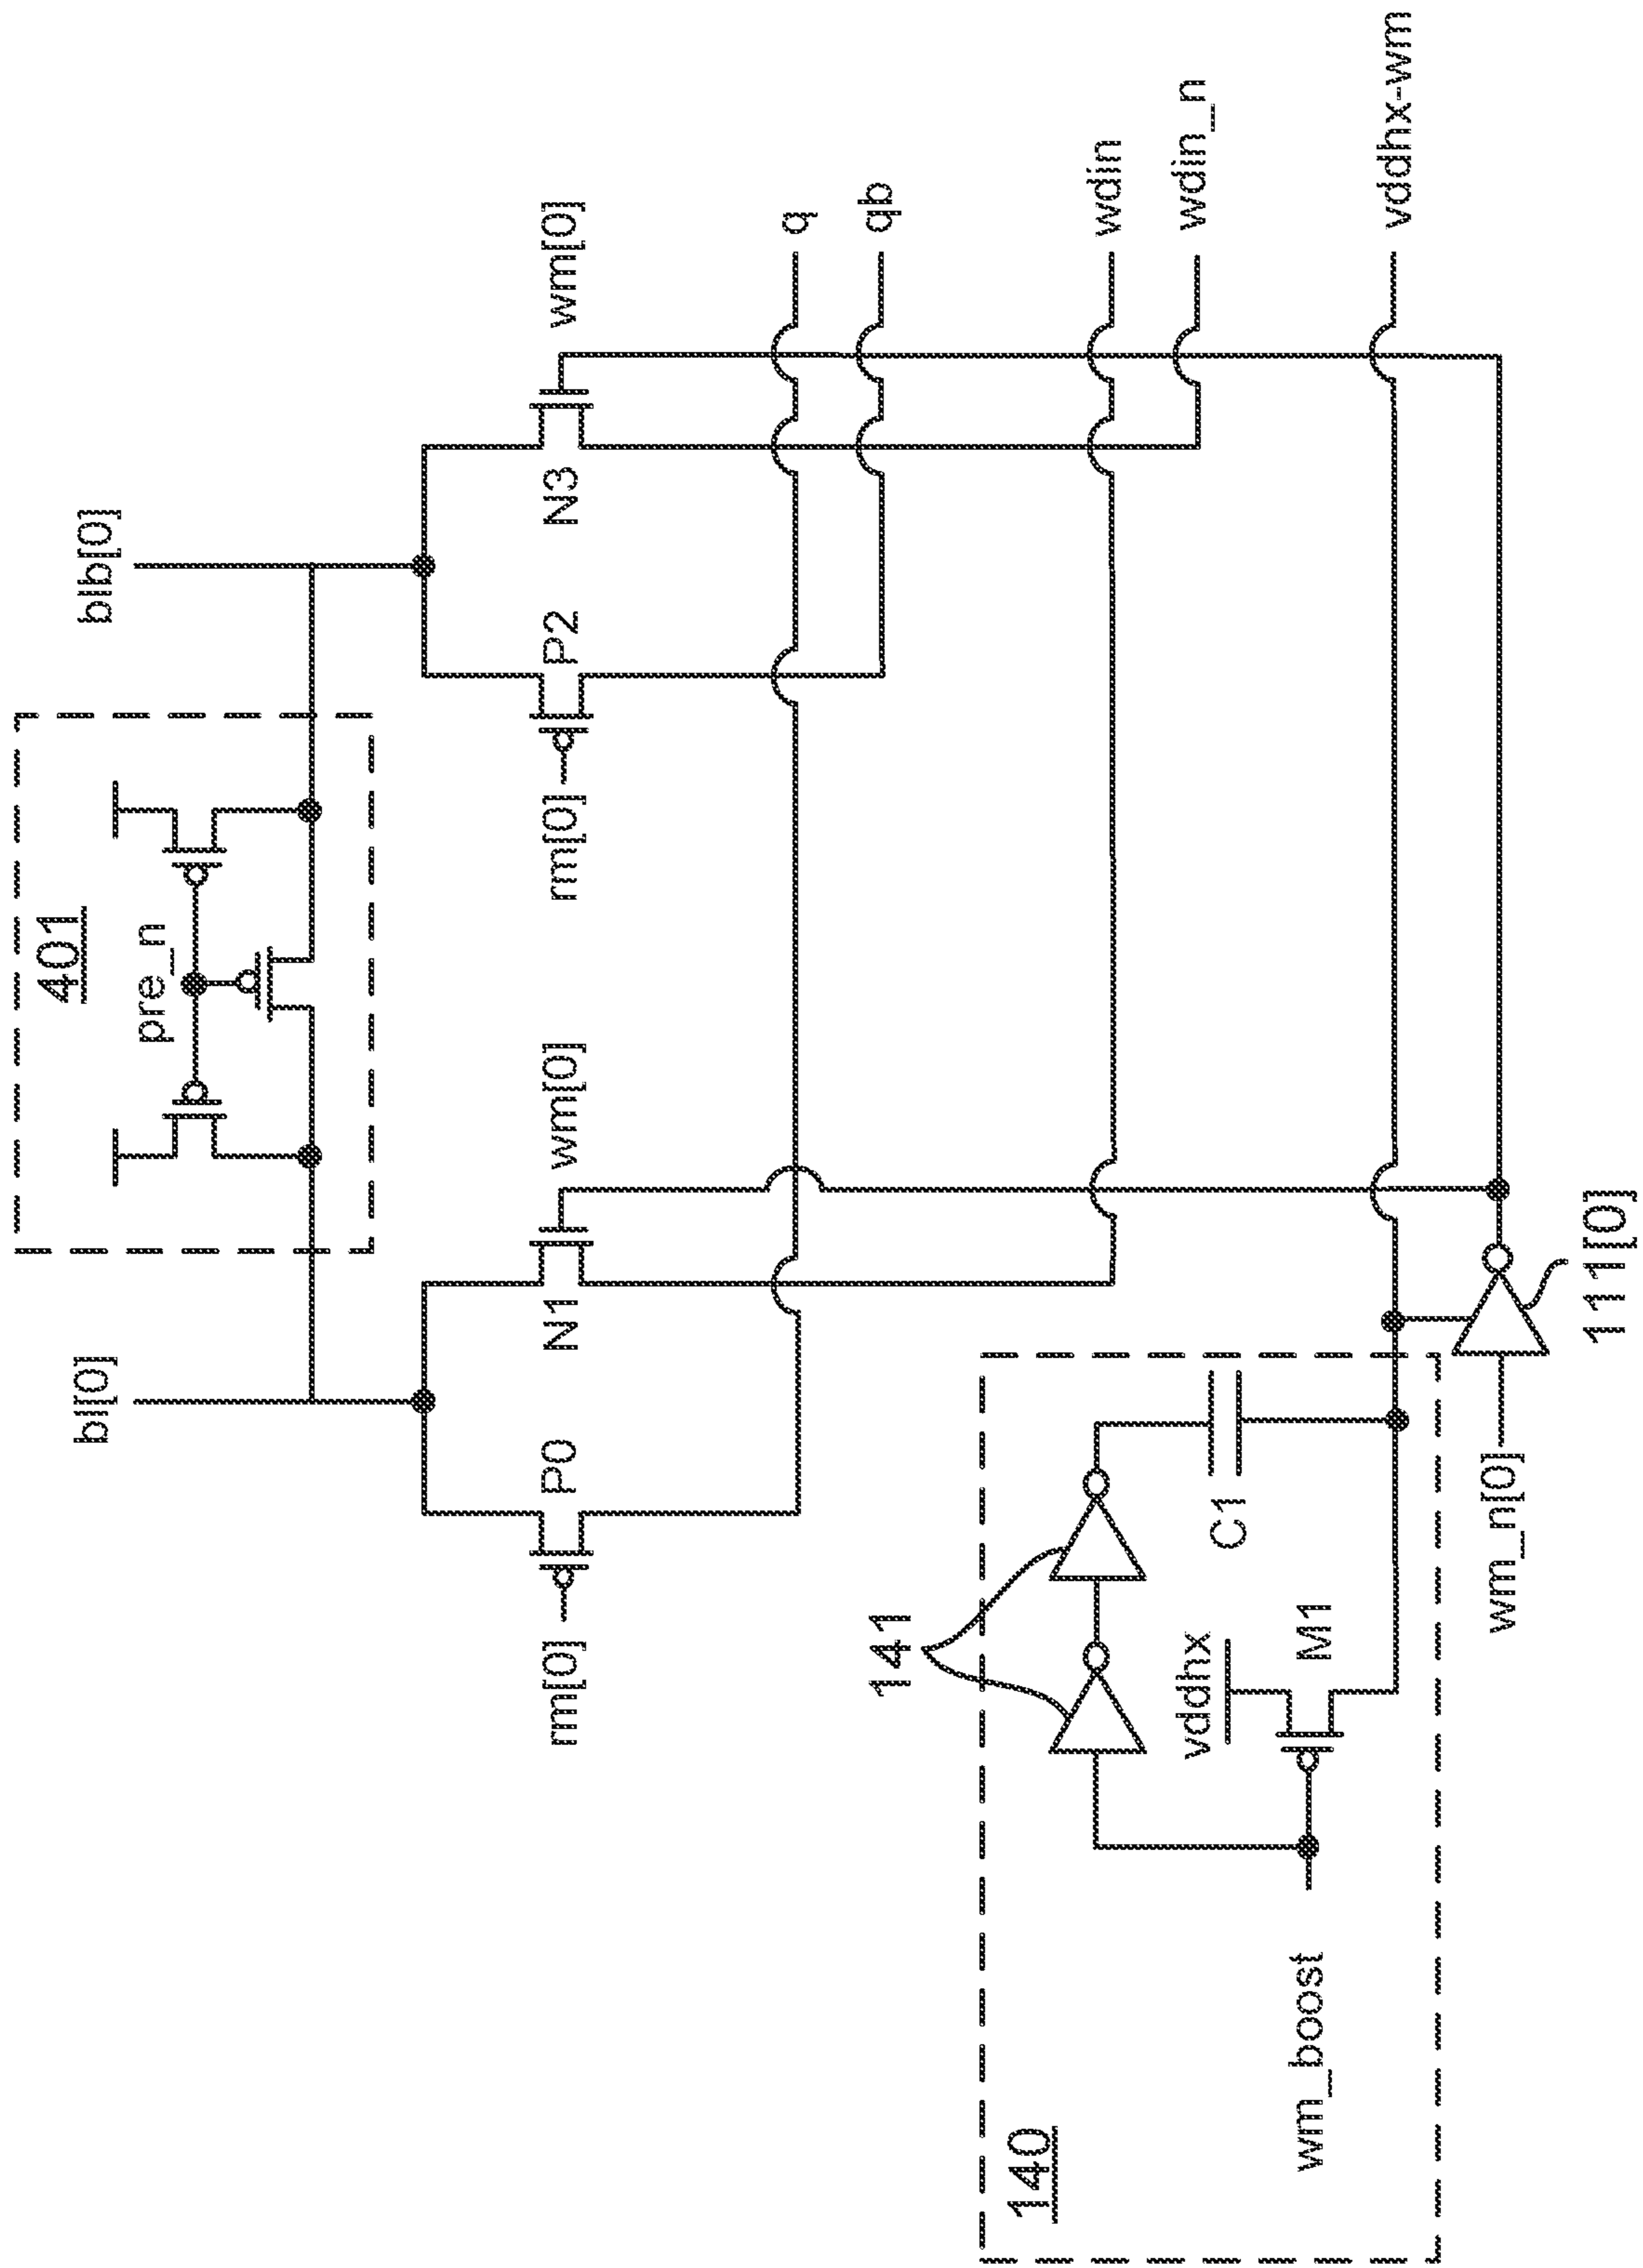 401
pre_n
bl[0]
blb[0]
rm[0]
P0
N1
wm[0]
rm[0]
P2
N3
wm[0]
q
qb
141
wdin
wdin_n
140
vddhx
C1
wm_boost
M1
vddhx-wm
wm_n[0]
111[0]